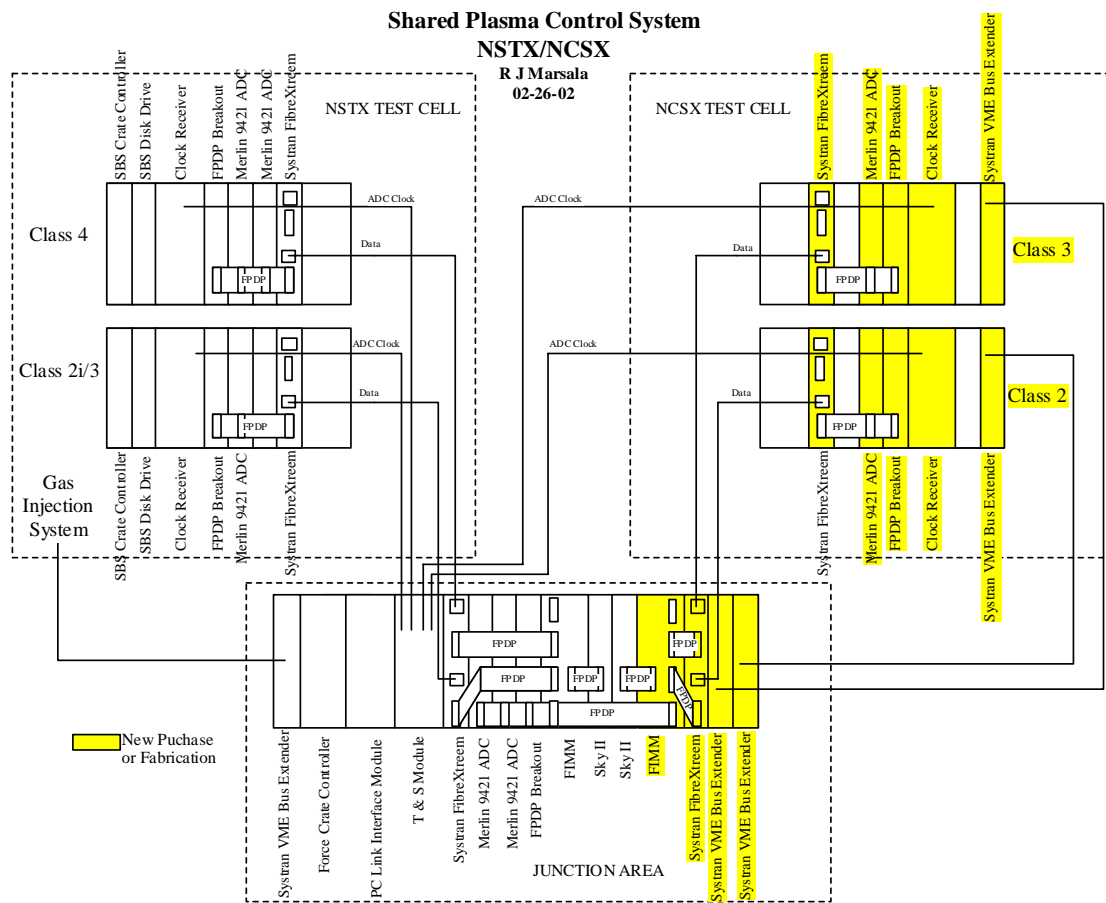 Shared Plasma Control System
NSTX/NCSX
R J Marsala
02-26-02
NSTX TEST CELL
SBS Crate Controller
SBS Disk Drive
Clock Receiver
FPDP Breakout
Merlin 9421 ADC
Merlin 9421 ADC
Systran FibreXtreem
Class 4
ADC Clock
Data
FPDP
Class 2i/3
ADC Clock
Data
FPDP
SBS Crate Controller
SBS Disk Drive
Clock Receiver
FPDP Breakout
Merlin 9421 ADC
Systran FibreXtreem
Gas
Injection
System
NCSX TEST CELL
Systran FibreXtreem
Merlin 9421 ADC
FPDP Breakout
Clock Receiver
Systran VME Bus Extender
ADC Clock
Data
FPDP
Class 3
ADC Clock
Data
FPDP
Class 2
Systran FibreXtreem
Merlin 9421 ADC
FPDP Breakout
Clock Receiver
Systran VME Bus Extender
FPDP
FPDP
FPDP
FPDP
FPDP
FPDP
FPDP
New Puchase
or Fabrication
Systran VME Bus Extender
Force Crate Controller
PC Link Interface Module
T & S Module
Systran FibreXtreem
Merlin 9421 ADC
Merlin 9421 ADC
FPDP Breakout
FIMM
Sky II
Sky II
FIMM
Systran FibreXtreem
Systran VME Bus Extender
Systran VME Bus Extender
JUNCTION AREA